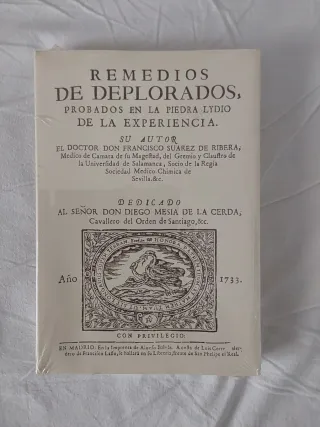 REMEDIOS
DE DEPLORADOS,
PROBADOS EN LA PIEDRA LYDIO
DE LA EXPERIENCIA.
SU AUTOR
EL DOCTOR DON FRANCISCO SUAREZ DE RIBERA,
Medico de Camara de su Magestad, del Gremio y Claustro de
la Universidad de Salamanca, Socio de la Regia
Sociedad Medico-Chimica de
Sevilla, &c.
DEDICADO
AL SEÑOR DON DIEGO MESIA DE LA CERDA,
Cavallero del Orden de Santiago, &c.
Año 1733.
CON PRIVILEGIO:
EN MADRID: En la Imprenta de